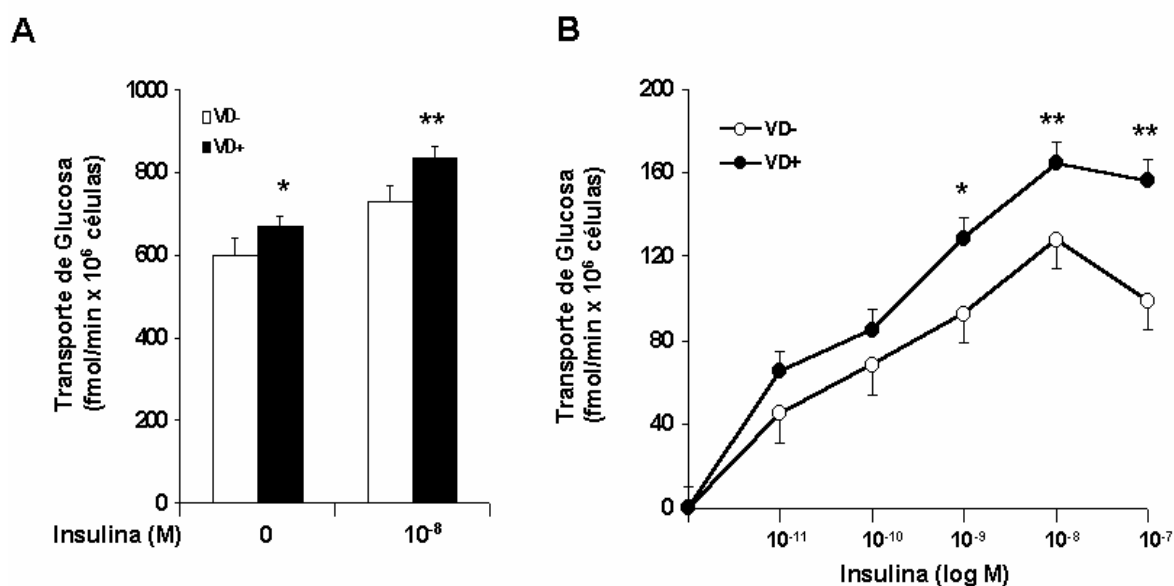 A
Transporte de Glucosa
(fmol/min x 10⁶ células)
1000
800
600
400
200
0
VD-
VD+
*
**
Insulina (M)
0
10⁻⁸
B
Transporte de Glucosa
(fmol/min x 10⁶ células)
200
160
120
80
40
0
VD-
VD+
*
**
**
10⁻¹¹
10⁻¹⁰
10⁻⁹
10⁻⁸
10⁻⁷
Insulina (log M)